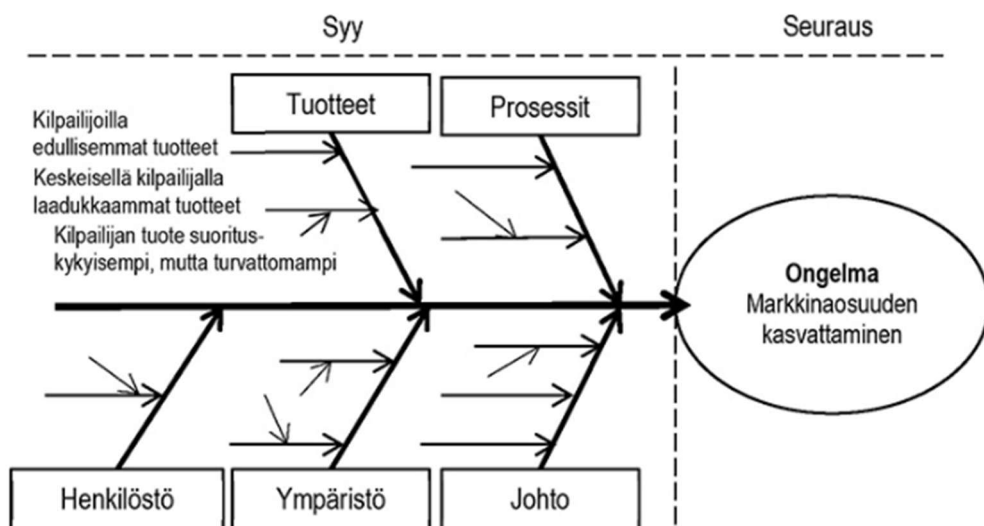 Syy
Seuraus
Tuotteet
Prosessit
Kilpailijoilla
edullisemmat tuotteet
Keskeisellä kilpailijalla
laadukkaammat tuotteet
Kilpailijan tuote suoritus-
kykyisempi, mutta turvattomampi
Ongelma
Markkinaosuuden
kasvattaminen
Henkilöstö
Ympäristö
Johto